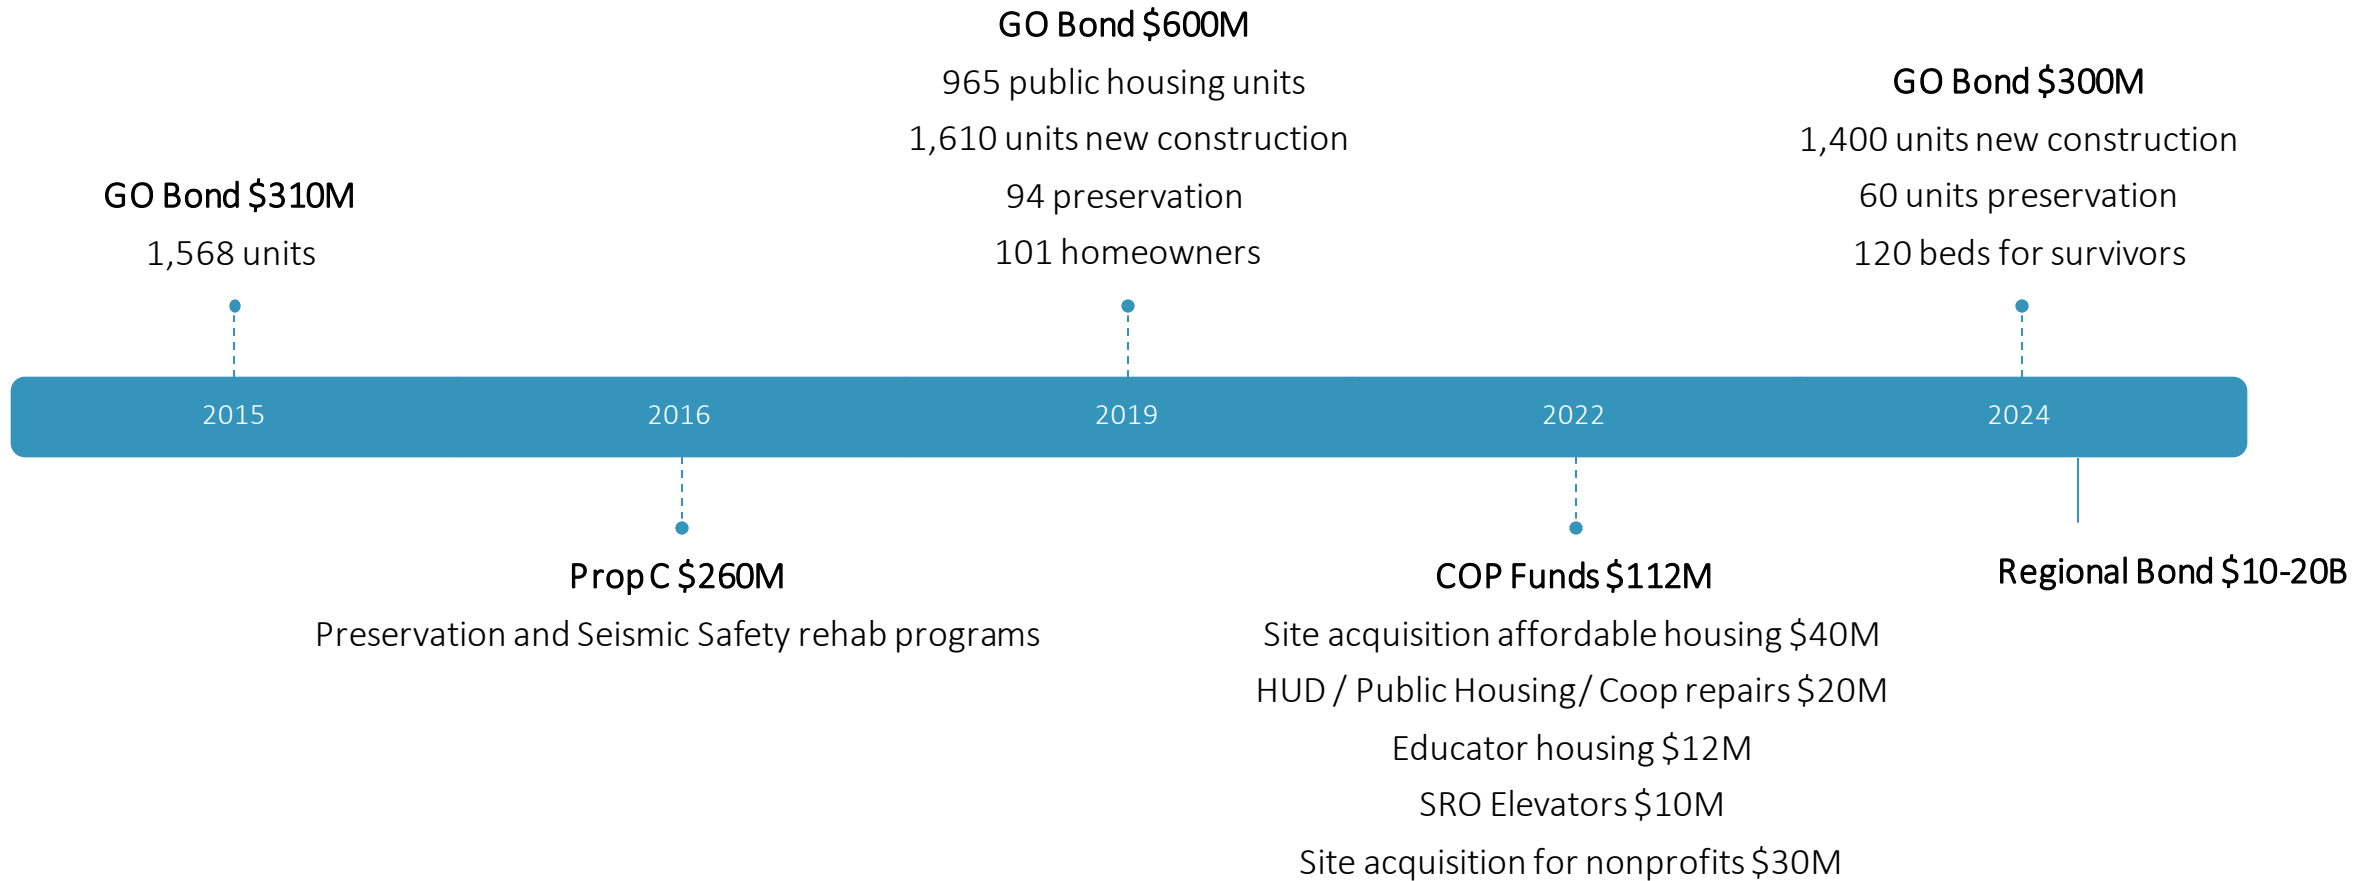 GO Bond $310M
1,568 units
GO Bond $600M
965 public housing units
1,610 units new construction
94 preservation
101 homeowners
GO Bond $300M
1,400 units new construction
60 units preservation
120 beds for survivors
2015
2016
2019
2022
2024
Prop C $260M
Preservation and Seismic Safety rehab programs
COP Funds $112M
Site acquisition affordable housing $40M
HUD / Public Housing/ Coop repairs $20M
Educator housing $12M
SRO Elevators $10M
Site acquisition for nonprofits $30M
Regional Bond $10-20B